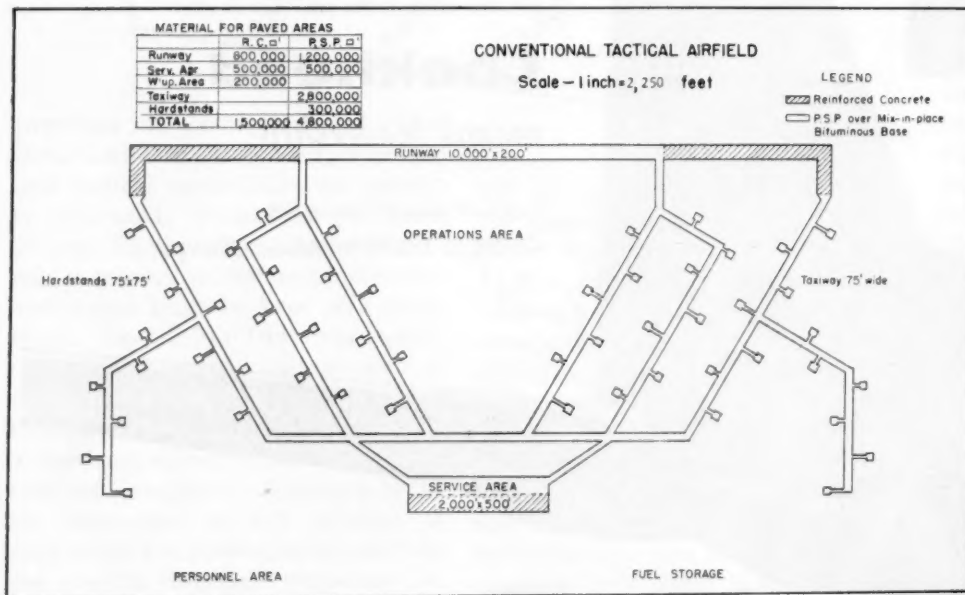 MATERIAL FOR PAVED AREAS
R.C.□' P.S.P. □'
Runway 800,000 1,200,000
Serv. Apr 500,000 500,000
W'up. Area 200,000
Taxiway 2,800,000
Hardstands 300,000
TOTAL 1,500,000 4,800,000
CONVENTIONAL TACTICAL AIRFIELD
Scale – 1 inch = 2,250 feet
LEGEND
Reinforced Concrete
P.S.P. over Mix-in-place
Bituminous Base
RUNWAY 10,000' x 200'
OPERATIONS AREA
Hardstands 75'x75'
Taxiway 75' wide
SERVICE AREA
2,000' x 500'
PERSONNEL AREA
FUEL STORAGE